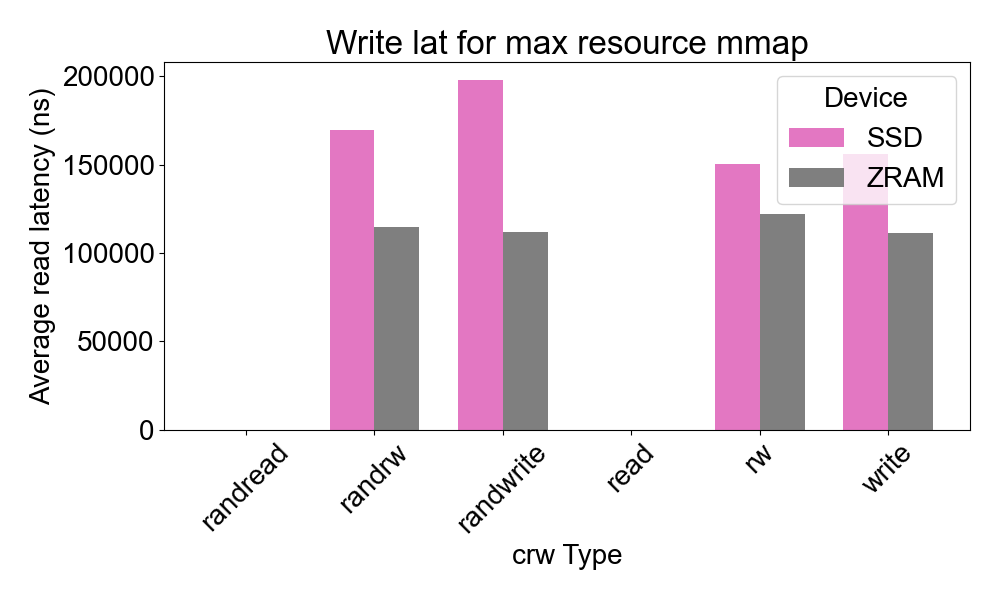 Write lat for max resource mmap
Average read latency (ns)
200000
150000
100000
50000
0
Device
SSD
ZRAM
randread
randrw
randwrite
read
rw
write
crw Type